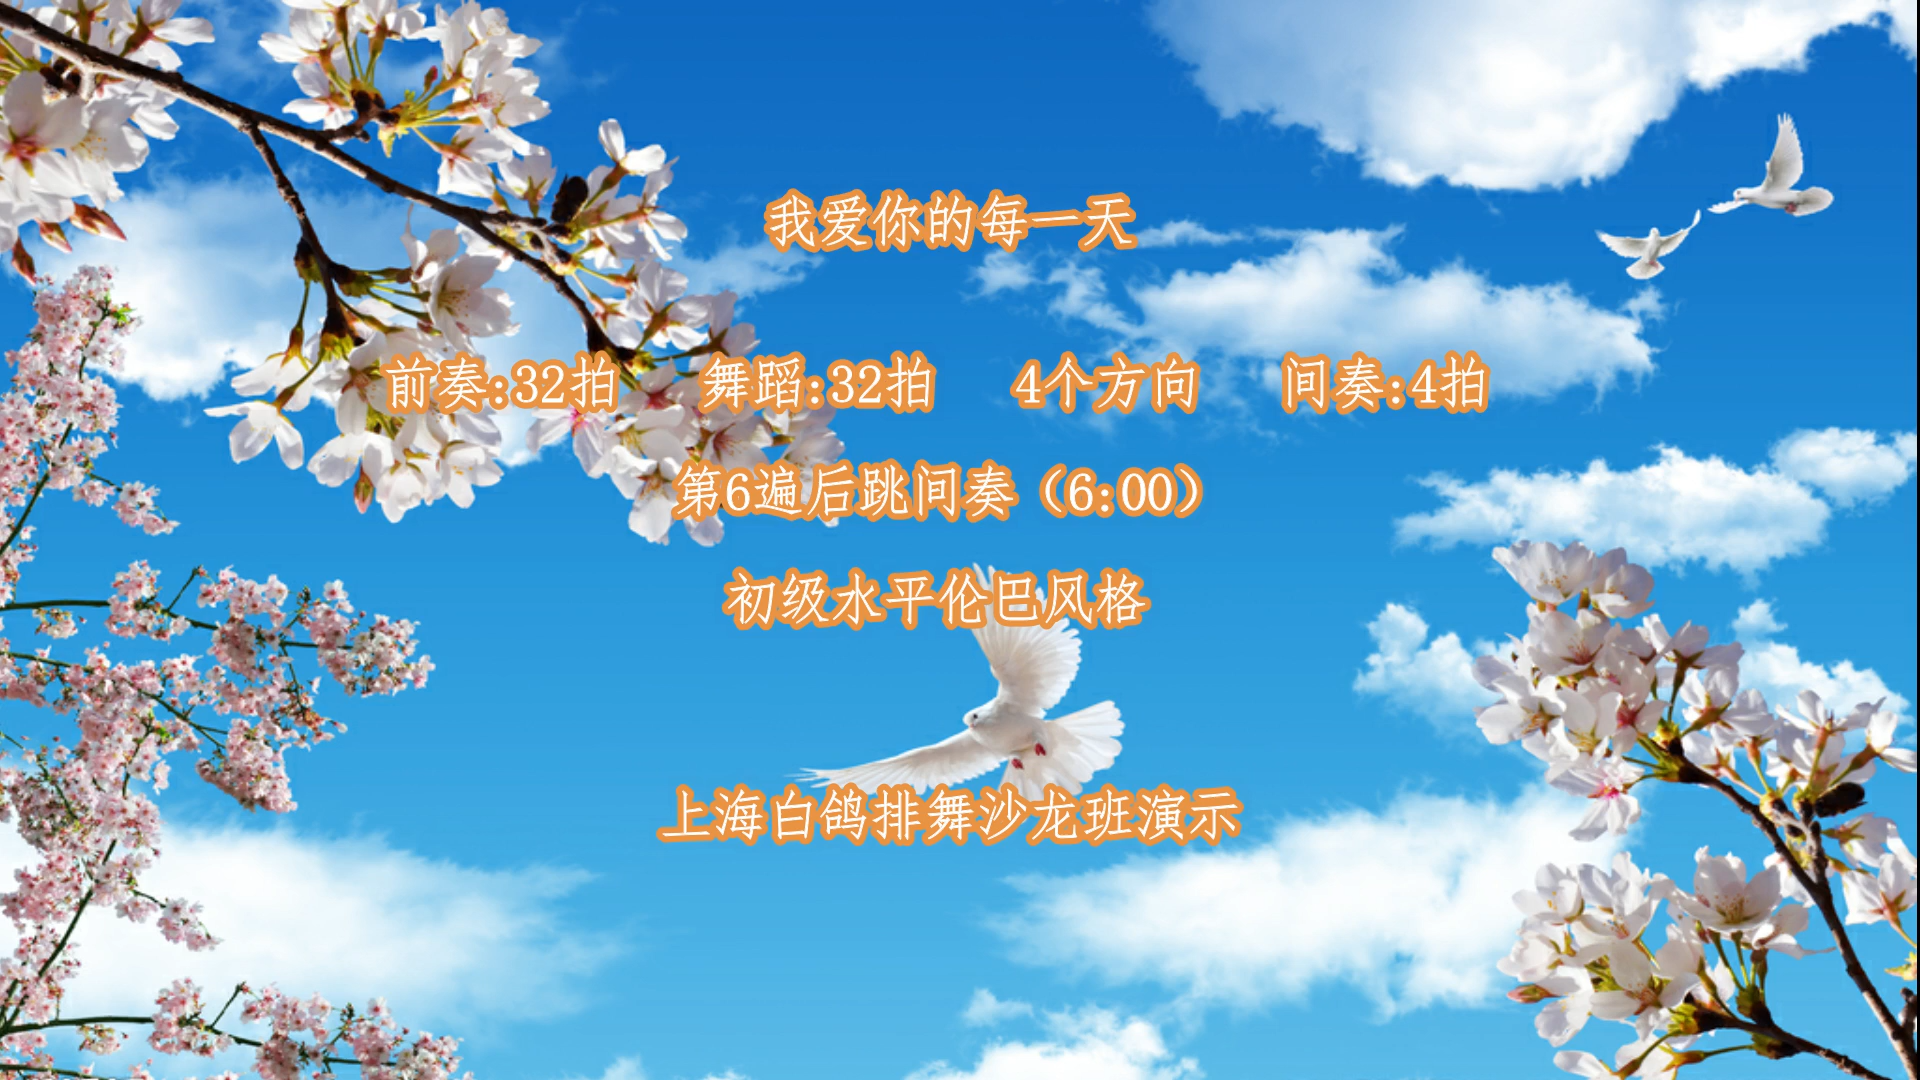 我爱你的每一天
前奏:32拍 舞蹈:32拍 4个方向 间奏:4拍
第6遍后跳间奏（6:00）
初级水平伦巴风格
上海白鸽排舞沙龙班演示